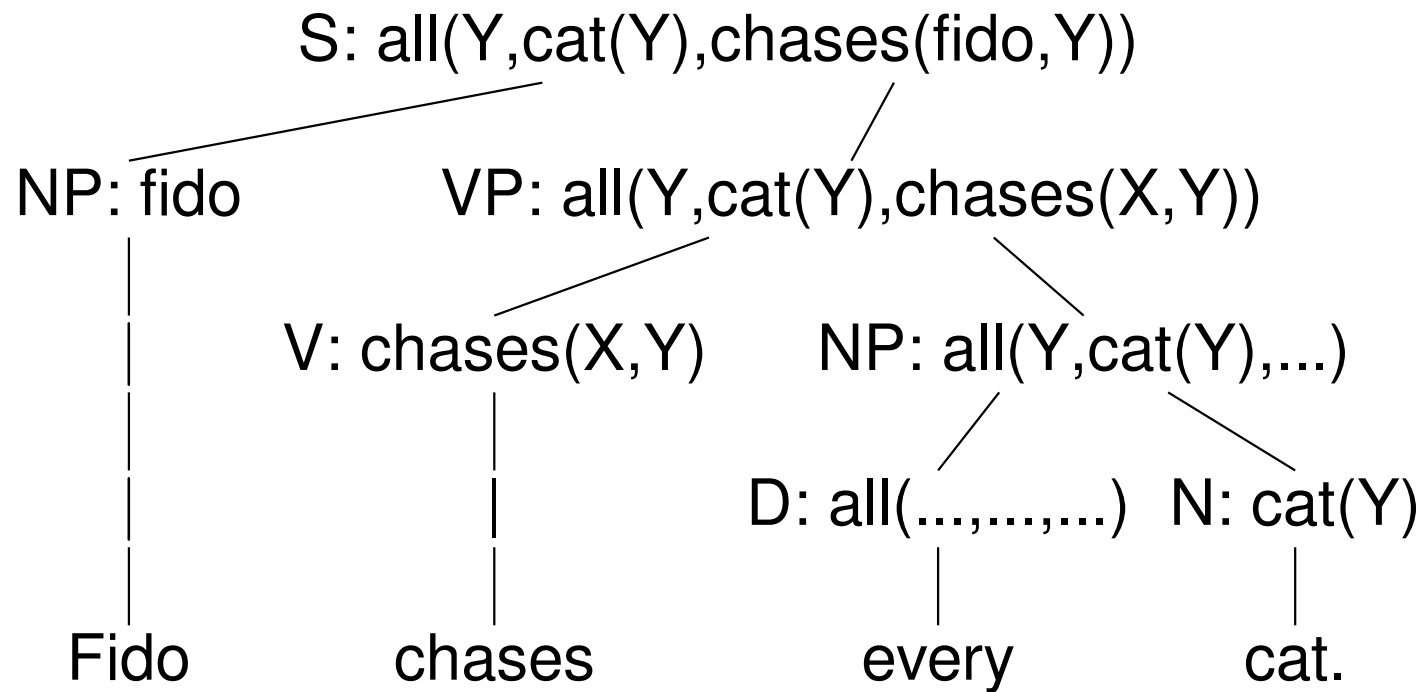 S: all(Y,cat(Y),chases(fido,Y))
NP: fido VP: all(Y,cat(Y),chases(X,Y))
V: chases(X,Y) NP: all(Y,cat(Y),....)
D: all(...,...,...) N: cat(Y)
Fido chases every cat.